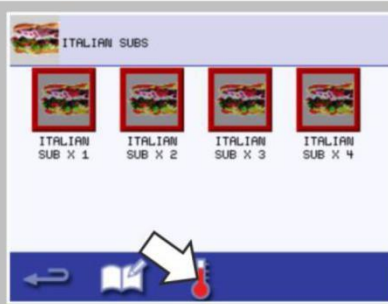 ITALIAN SUBS
ITALIAN SUB X 1
ITALIAN SUB X 2
ITALIAN SUB X 3
ITALIAN SUB X 4